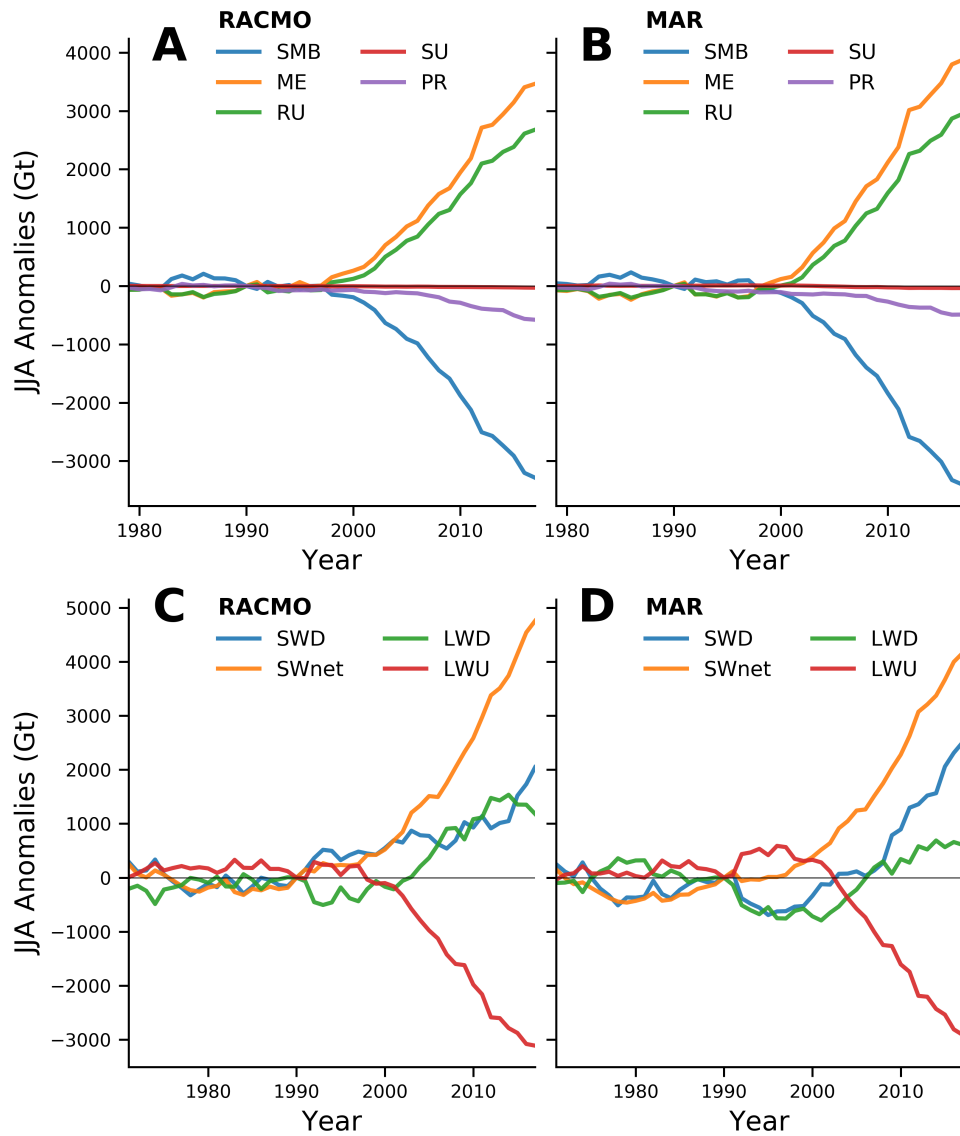 RACMO
A
SMB
SU
ME
PR
RU
MAR
B
SMB
SU
ME
PR
RU
JJA Anomalies (Gt)
4000
3000
2000
1000
0
−1000
−2000
−3000
1980
1990
2000
2010
Year
1980
1990
2000
2010
Year
C
RACMO
SWD
LWD
SWnet
LWU
D
MAR
SWD
LWD
SWnet
LWU
JJA Anomalies (Gt)
5000
4000
3000
2000
1000
0
−1000
−2000
−3000
1980
1990
2000
2010
Year
1980
1990
2000
2010
Year